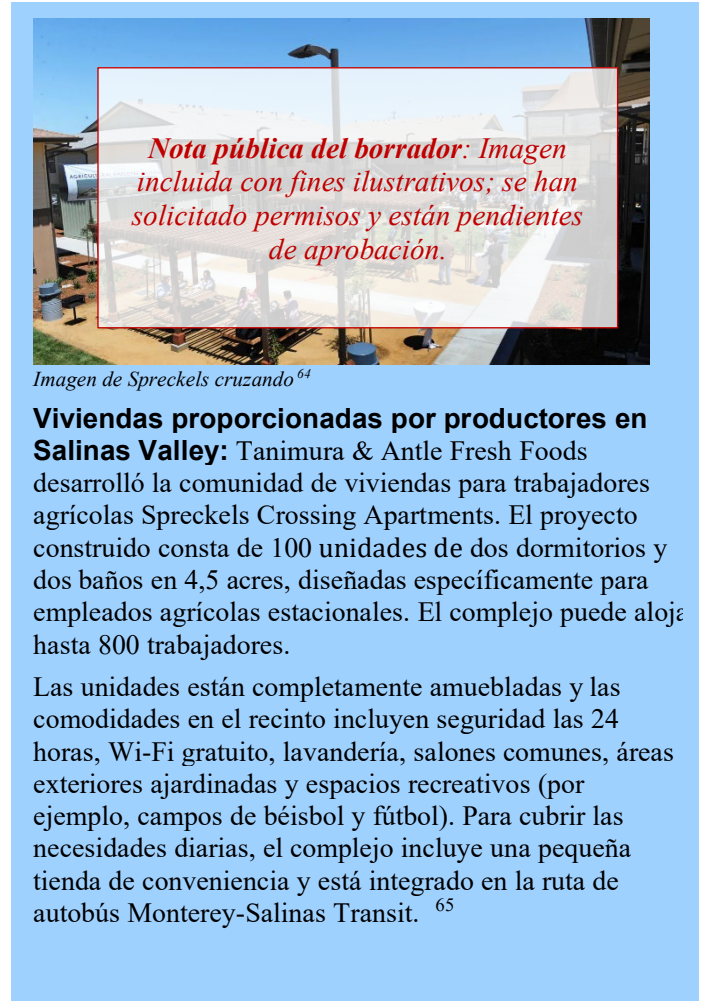 Nota pública del borrador: Imagen
incluida con fines ilustrativos; se han
solicitado permisos y están pendientes
de aprobación.
Imagen de Spreckels cruzando 64
Viviendas proporcionadas por productores en
Salinas Valley: Tanimura & Antle Fresh Foods
desarrolló la comunidad de viviendas para trabajadores
agrícolas Spreckels Crossing Apartments. El proyecto
construido consta de 100 unidades de dos dormitorios y
dos baños en 4,5 acres, diseñadas específicamente para
empleados agrícolas estacionales. El complejo puede aloja
hasta 800 trabajadores.
Las unidades están completamente amuebladas y las
comodidades en el recinto incluyen seguridad las 24
horas, Wi-Fi gratuito, lavandería, salones comunes, áreas
exteriores ajardinadas y espacios recreativos (por
ejemplo, campos de béisbol y fútbol). Para cubrir las
necesidades diarias, el complejo incluye una pequeña
tienda de conveniencia y está integrado en la ruta de
autobús Monterey-Salinas Transit. 65